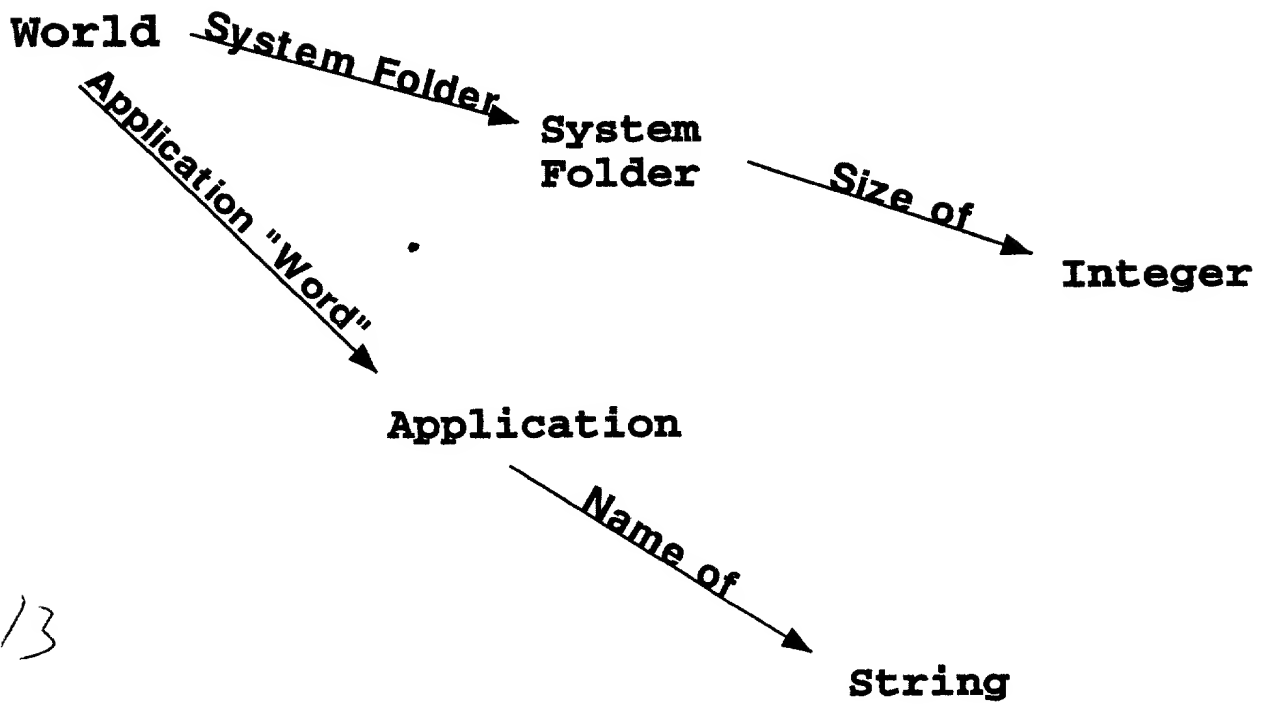 World
System Folder
System
Folder
Size of
Integer
Application "Word"
Application
Name of
String
13